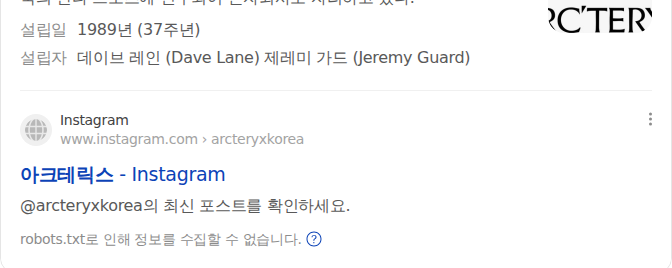 ARC'TERYX
설립일 1989년 (37주년)
설립자 데이브 레인 (Dave Lane) 제레미 가드 (Jeremy Guard)
Instagram
www.instagram.com › arcteryxkorea
아크테릭스 - Instagram
@arcteryxkorea의 최신 포스트를 확인하세요.
robots.txt로 인해 정보를 수집할 수 없습니다. ?